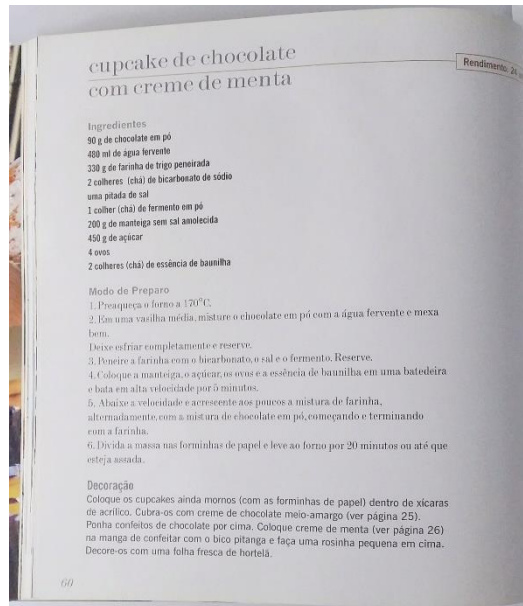 cupcake de chocolate
com creme de menta
Rendimento: 24
Ingredientes
90 g de chocolate em pó
480 ml de água fervente
330 g de farinha de trigo peneirada
2 colheres (chá) de bicarbonato de sódio
uma pitada de sal
1 colher (chá) de fermento em pó
200 g de manteiga sem sal amolecida
450 g de açúcar
4 ovos
2 colheres (chá) de essência de baunilha
Modo de Preparo
1. Preaqueça o forno a 170°C.
2. Em uma vasilha média, misture o chocolate em pó com a água fervente e mexa
bem.
Deixe esfriar completamente e reserve.
3. Peneire a farinha com o bicarbonato, o sal e o fermento. Reserve.
4. Coloque a manteiga, o açúcar, os ovos e a essência de baunilha em uma batedeira
e bata em alta velocidade por 5 minutos.
5. Abaixe a velocidade e acrescente aos poucos a mistura de farinha,
alternadamente, com a mistura de chocolate em pó, começando e terminando
com a farinha.
6. Divida a massa nas forminhas de papel e leve ao forno por 20 minutos ou até que
esteja assada.
Decoração
Coloque os cupcakes ainda mornos (com as forminhas de papel) dentro de xícaras
de acrílico. Cubra-os com creme de chocolate meio-amargo (ver página 25).
Ponha confeitos de chocolate por cima. Coloque creme de menta (ver página 26)
na manga de confeitar com o bico pitanga e faça uma rosinha pequena em cima.
Decore-os com uma folha fresca de hortelã.
60